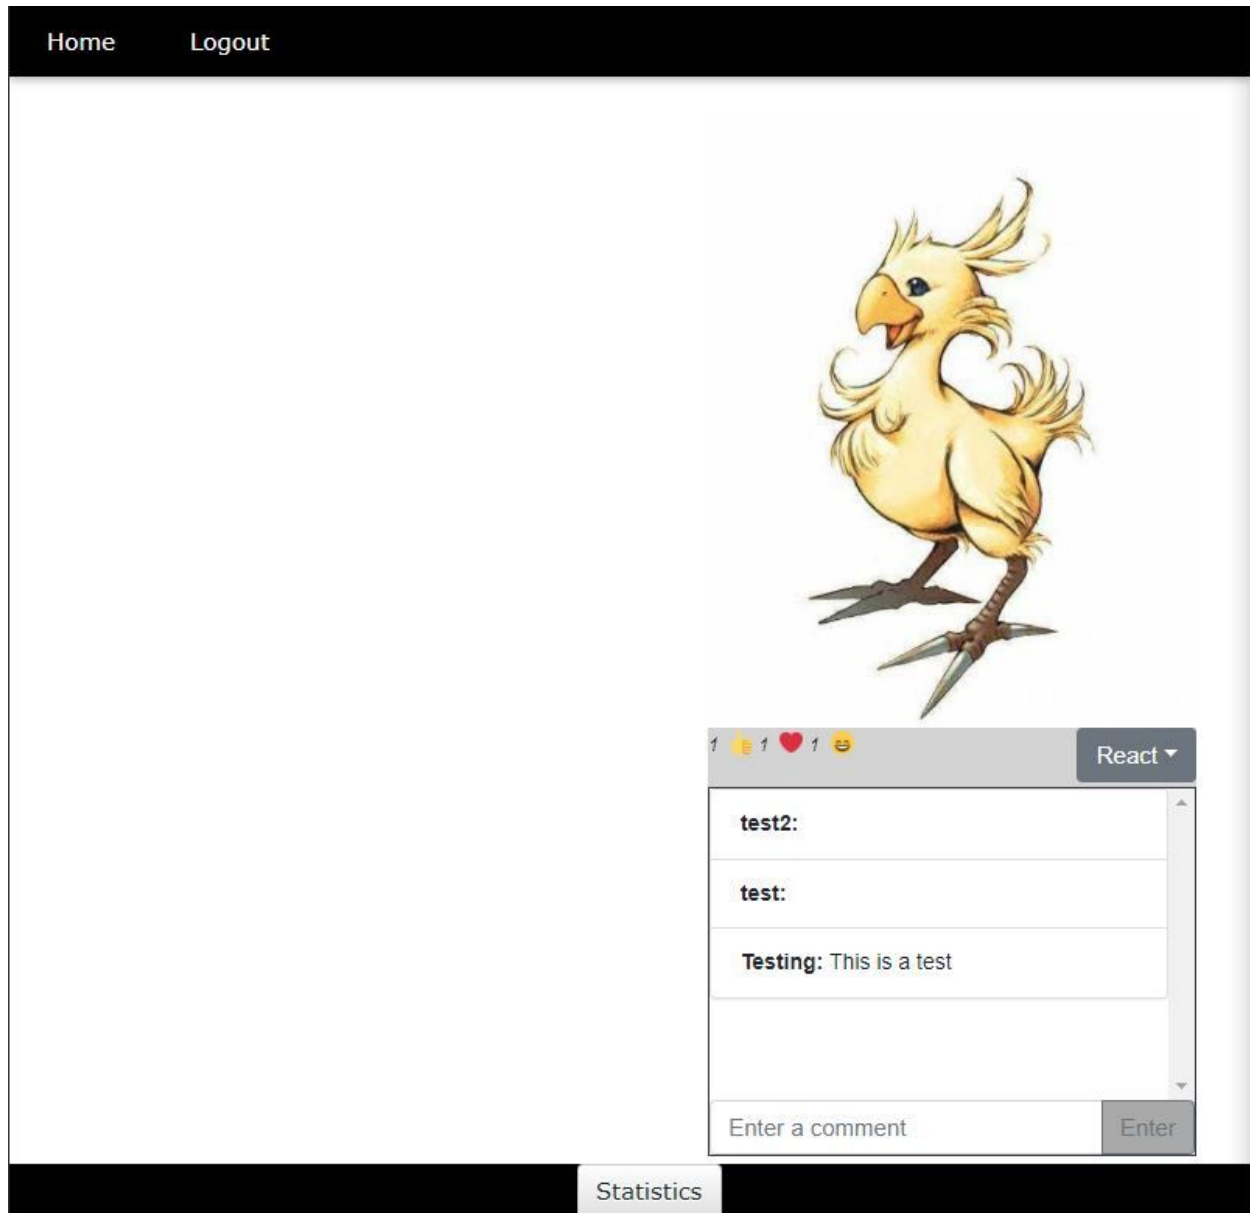 Home Logout
1 👍 1 ❤️ 1 😄 React
test2:
test:
Testing: This is a test
Enter a comment Enter
Statistics